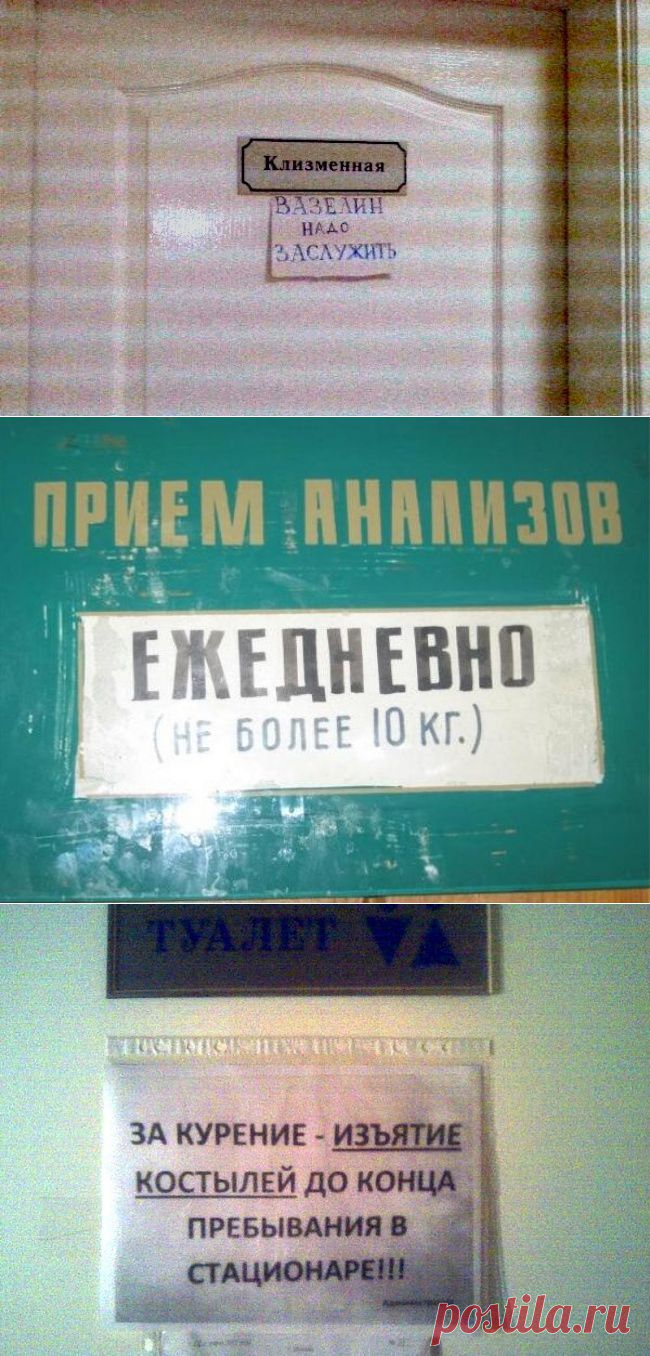 Клизменная
ВАЗЕЛИН
НАДО
ЗАСЛУЖИТЬ
ПРИЕМ АНАЛИЗОВ
ЕЖЕДНЕВНО
(НЕ БОЛЕЕ 10 КГ.)
ТУАЛЕТ
ЗА КУРЕНИЕ - ИЗЪЯТИЕ
КОСТЫЛЕЙ ДО КОНЦА
ПРЕБЫВАНИЯ В
СТАЦИОНАРЕ!!!
postila.ru